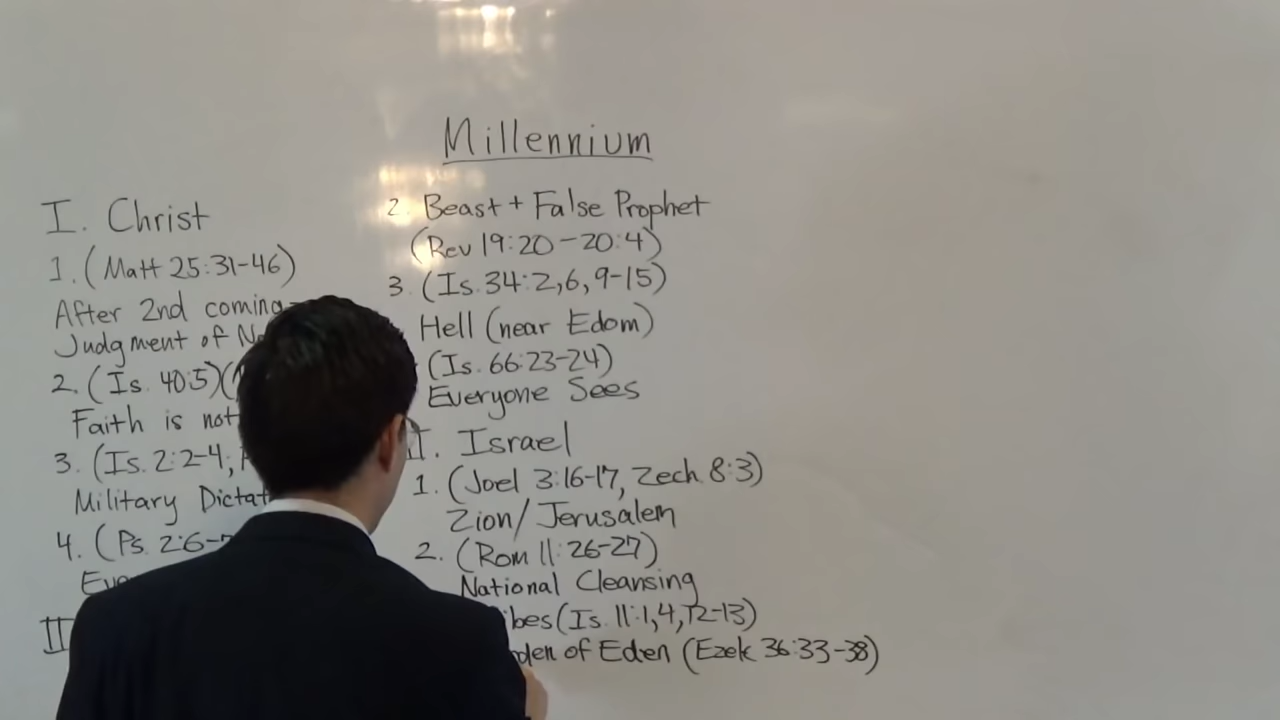 Millennium
I. Christ
1. (Matt 25:31-46)
After 2nd coming
Judgment of
2. (Is. 40:5)
Faith is not
3. (Is. 2:2-4;
Military
4. (Ps. 2:6-
II
2. Beast + False Prophet
(Rev 19:20-20:4)
3. (Is. 34:2,6,9-15)
Hell (near Edom)
(Is. 66:23-24)
Everyone Sees
I. Israel
1. (Joel 3:16-17, Zech. 8:3)
Zion/Jerusalem
2. (Rom 11:26-27)
National Cleansing
(Is. 11:1,4,12-13)
of Eden (Ezek 36:33-38)